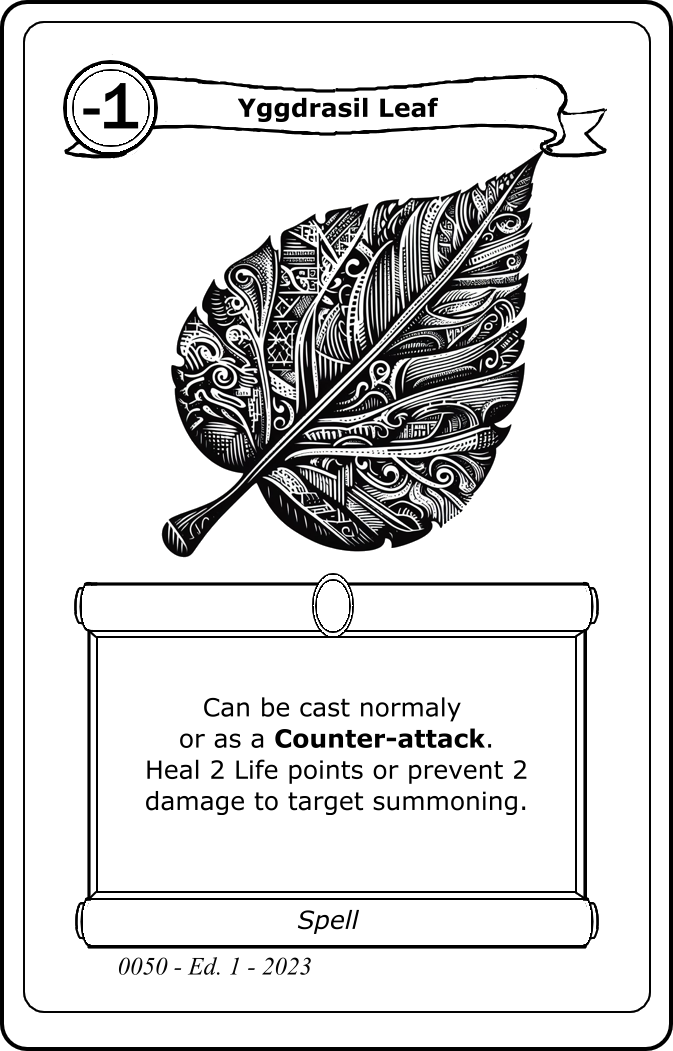 -1
Yggdrasil Leaf
Can be cast normaly
or as a Counter-attack.
Heal 2 Life points or prevent 2
damage to target summoning.
Spell
0050 - Ed. 1 - 2023